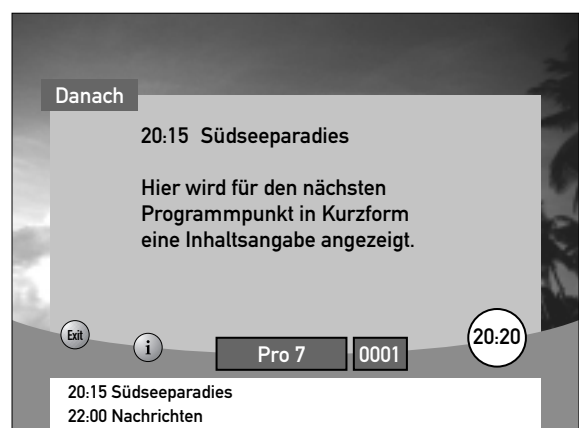 Danach
20:15 Südseeparadies
Hier wird für den nächsten
Programmpunkt in Kurzform
eine Inhaltsangabe angezeigt.
Exit
i
Pro 7
0001
20:20
20:15 Südseeparadies
22:00 Nachrichten